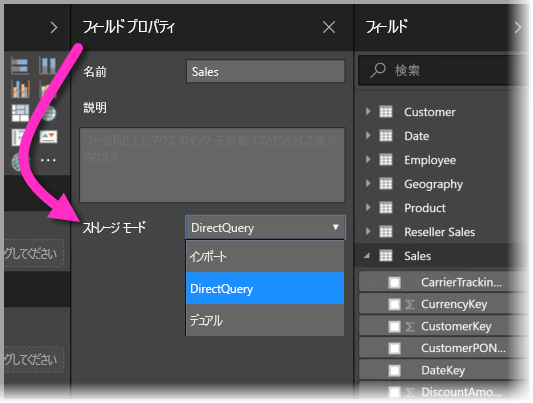 フィールド プロパティ
名前
Sales
説明
フィールドの上にマウス ポインターを移動するとヒントとして表示
されます。
ストレージ モード
DirectQuery
インポート
DirectQuery
デュアル
グしてください
グしてください
フィールド
検索
Customer
Date
Employee
Geography
Product
Reseller Sales
Sales
CarrierTrackin...
CurrencyKey
CustomerKey
CustomerPON...
DateKey
DiscountAmo...